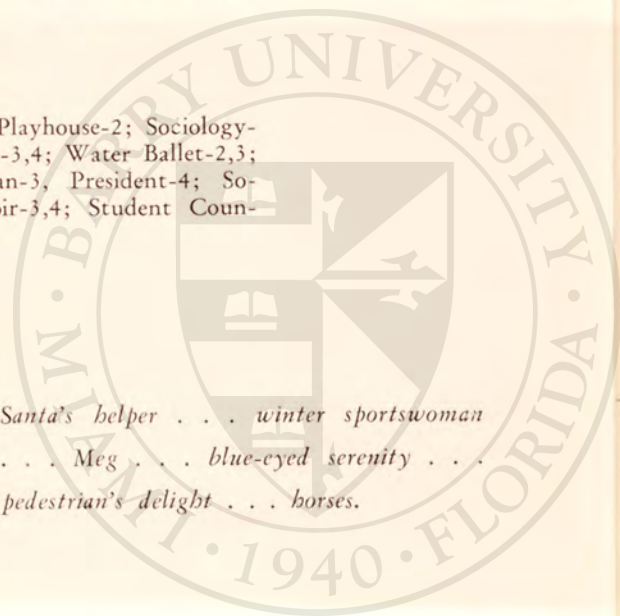 Playhouse-2; Sociology-
-3,4; Water Ballet-2,3;
an-3, President-4; So-
oir-3,4; Student Coun-
Santa's helper . . . winter sportswoman
. . . Meg . . . blue-eyed serenity . . .
pedestrian's delight . . . horses.
BARRY UNIVERSITY
MIAMI • 1940 • FLORIDA